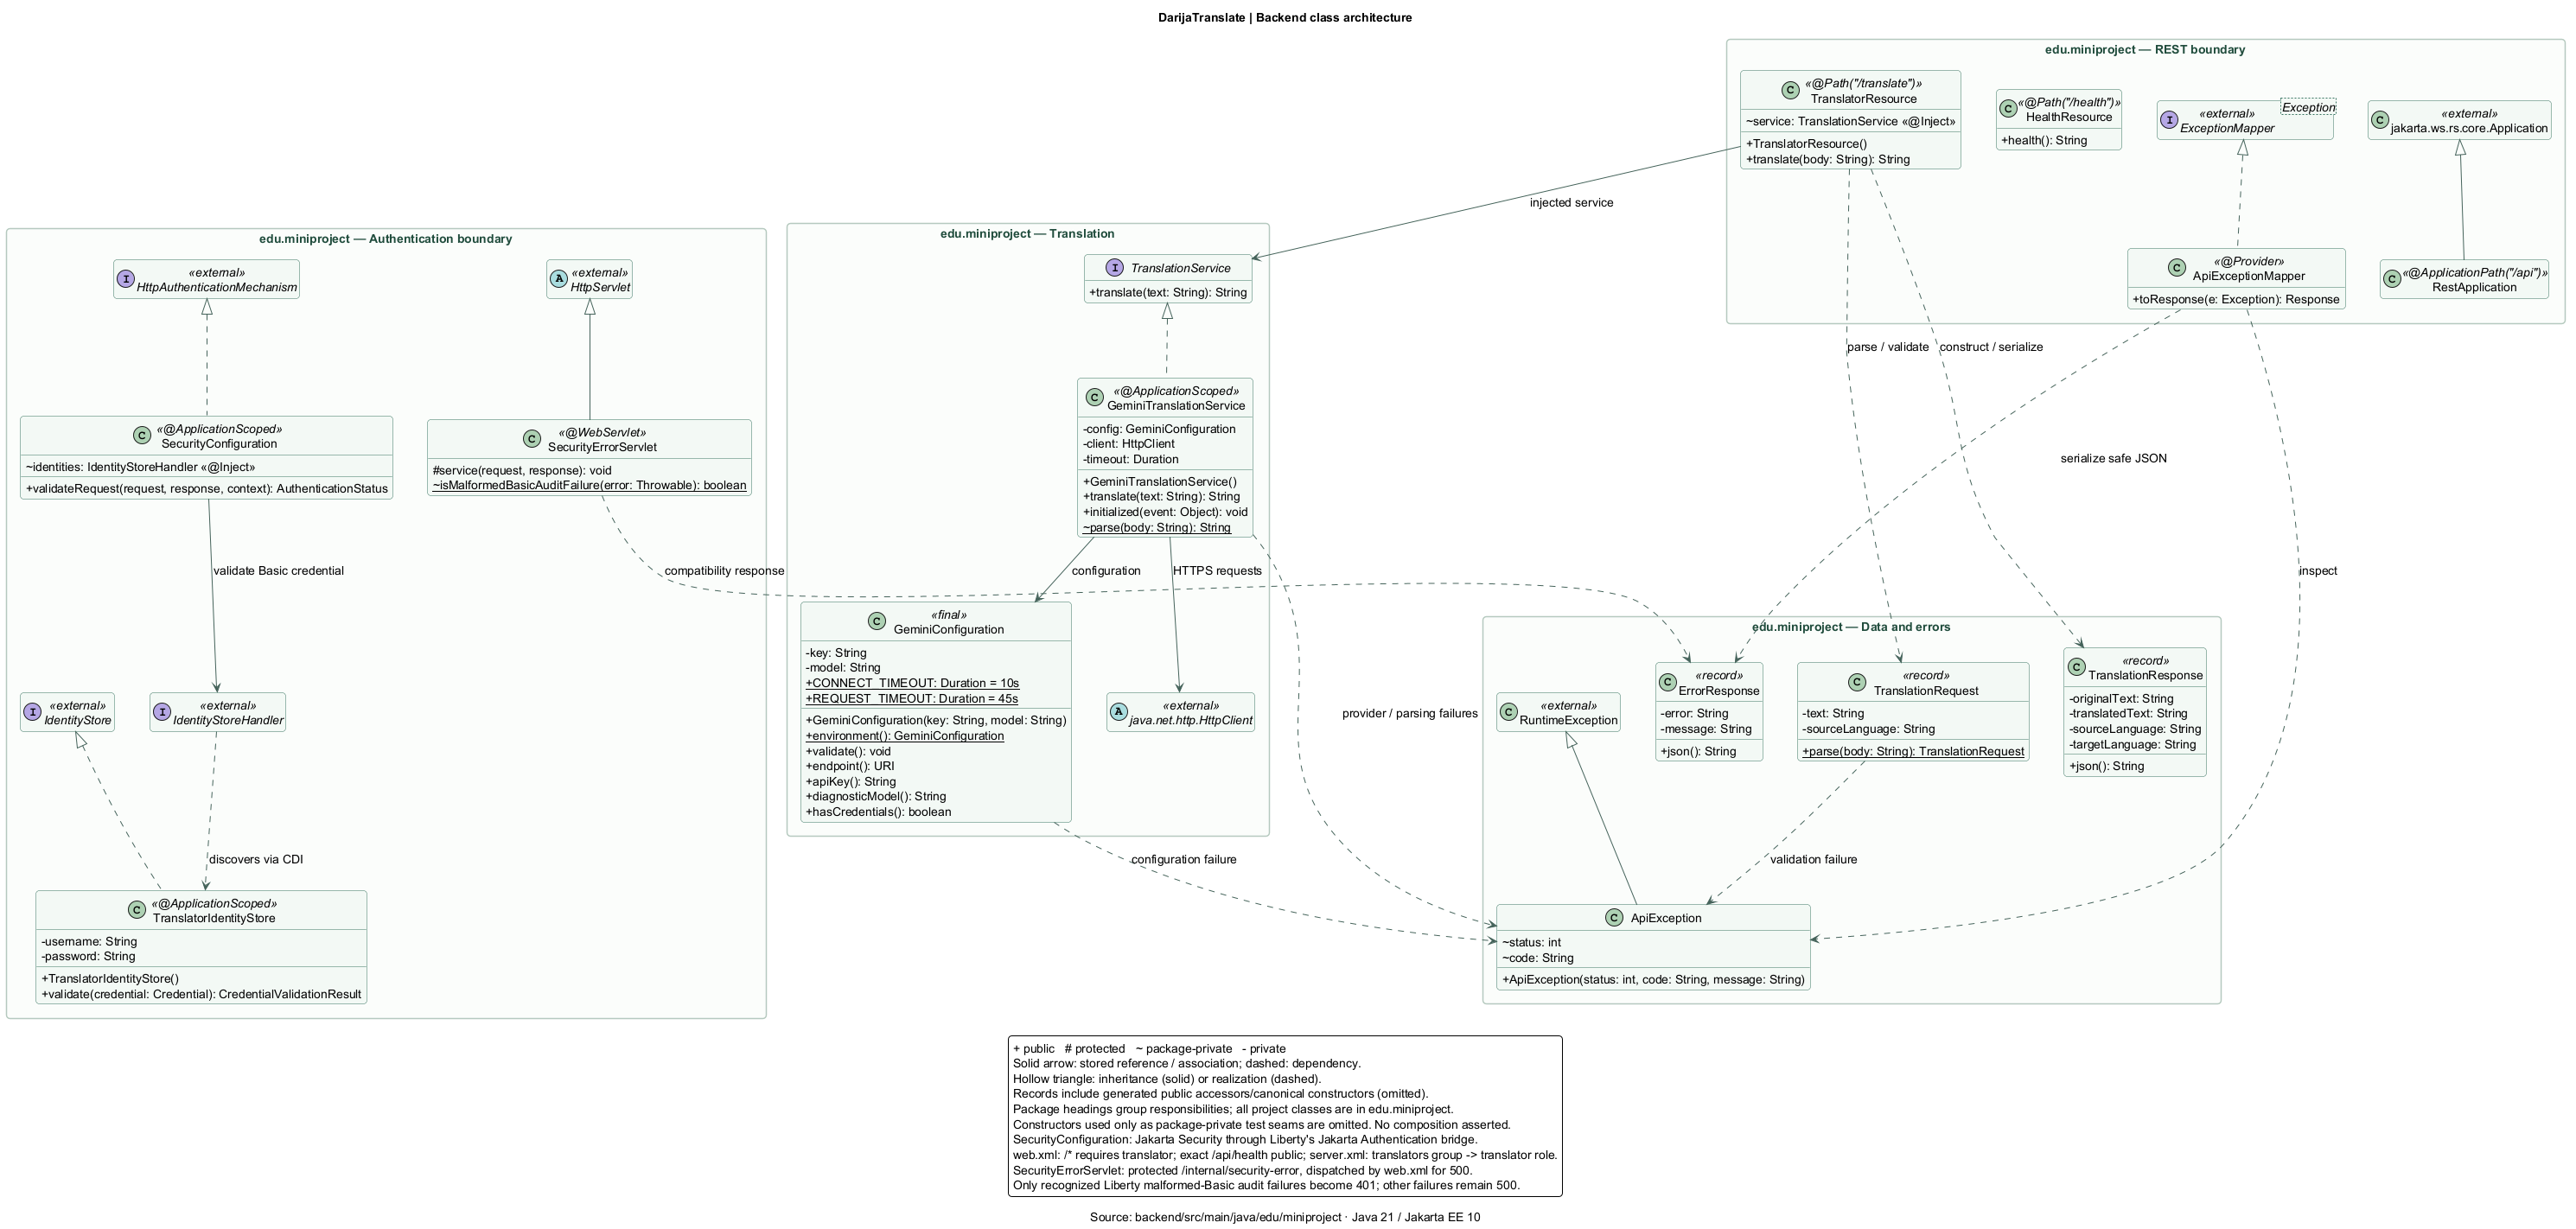 DarijaTranslate | Backend class architecture
edu.miniproject — REST boundary
C
«@Path("/translate")»
TranslatorResource
~service: TranslationService «@Inject»
+TranslatorResource()
+translate(body: String): String
C
«@Path("/health")»
HealthResource
+health(): String
I
«external»
ExceptionMapper
Exception
C
«external»
jakarta.ws.rs.core.Application
C
«@Provider»
ApiExceptionMapper
+toResponse(e: Exception): Response
C
«@ApplicationPath("/api")»
RestApplication
injected service
edu.miniproject — Authentication boundary
I
«external»
HttpAuthenticationMechanism
A
«external»
HttpServlet
C
«@ApplicationScoped»
SecurityConfiguration
~identities: IdentityStoreHandler «@Inject»
+validateRequest(request, response, context): AuthenticationStatus
C
«@WebServlet»
SecurityErrorServlet
#service(request, response): void
~isMalformedBasicAuditFailure(error: Throwable): boolean
validate Basic credential
compatibility response
I
«external»
IdentityStore
I
«external»
IdentityStoreHandler
discovers via CDI
C
«@ApplicationScoped»
TranslatorIdentityStore
-username: String
-password: String
+TranslatorIdentityStore()
+validate(credential: Credential): CredentialValidationResult
edu.miniproject — Translation
I
TranslationService
+translate(text: String): String
C
«@ApplicationScoped»
GeminiTranslationService
-config: GeminiConfiguration
-client: HttpClient
-timeout: Duration
+GeminiTranslationService()
+translate(text: String): String
+initialized(event: Object): void
~parse(body: String): String
configuration
HTTPS requests
C
«final»
GeminiConfiguration
-key: String
-model: String
+CONNECT_TIMEOUT: Duration = 10s
+REQUEST_TIMEOUT: Duration = 45s
+GeminiConfiguration(key: String, model: String)
+environment(): GeminiConfiguration
+validate(): void
+endpoint(): URI
+apiKey(): String
+diagnosticModel(): String
+hasCredentials(): boolean
A
«external»
java.net.http.HttpClient
provider / parsing failures
configuration failure
parse / validate
construct / serialize
serialize safe JSON
inspect
edu.miniproject — Data and errors
C
«external»
RuntimeException
C
«record»
ErrorResponse
-error: String
-message: String
+json(): String
C
«record»
TranslationRequest
-text: String
-sourceLanguage: String
+parse(body: String): TranslationRequest
C
«record»
TranslationResponse
-originalText: String
-translatedText: String
-sourceLanguage: String
-targetLanguage: String
+json(): String
validation failure
C
ApiException
~status: int
~code: String
+ApiException(status: int, code: String, message: String)
+ public   # protected   ~ package-private   - private
Solid arrow: stored reference / association; dashed: dependency.
Hollow triangle: inheritance (solid) or realization (dashed).
Records include generated public accessors/canonical constructors (omitted).
Package headings group responsibilities; all project classes are in edu.miniproject.
Constructors used only as package-private test seams are omitted. No composition asserted.
SecurityConfiguration: Jakarta Security through Liberty's Jakarta Authentication bridge.
web.xml: /* requires translator; exact /api/health public; server.xml: translators group -> translator role.
SecurityErrorServlet: protected /internal/security-error, dispatched by web.xml for 500.
Only recognized Liberty malformed-Basic audit failures become 401; other failures remain 500.
Source: backend/src/main/java/edu/miniproject · Java 21 / Jakarta EE 10